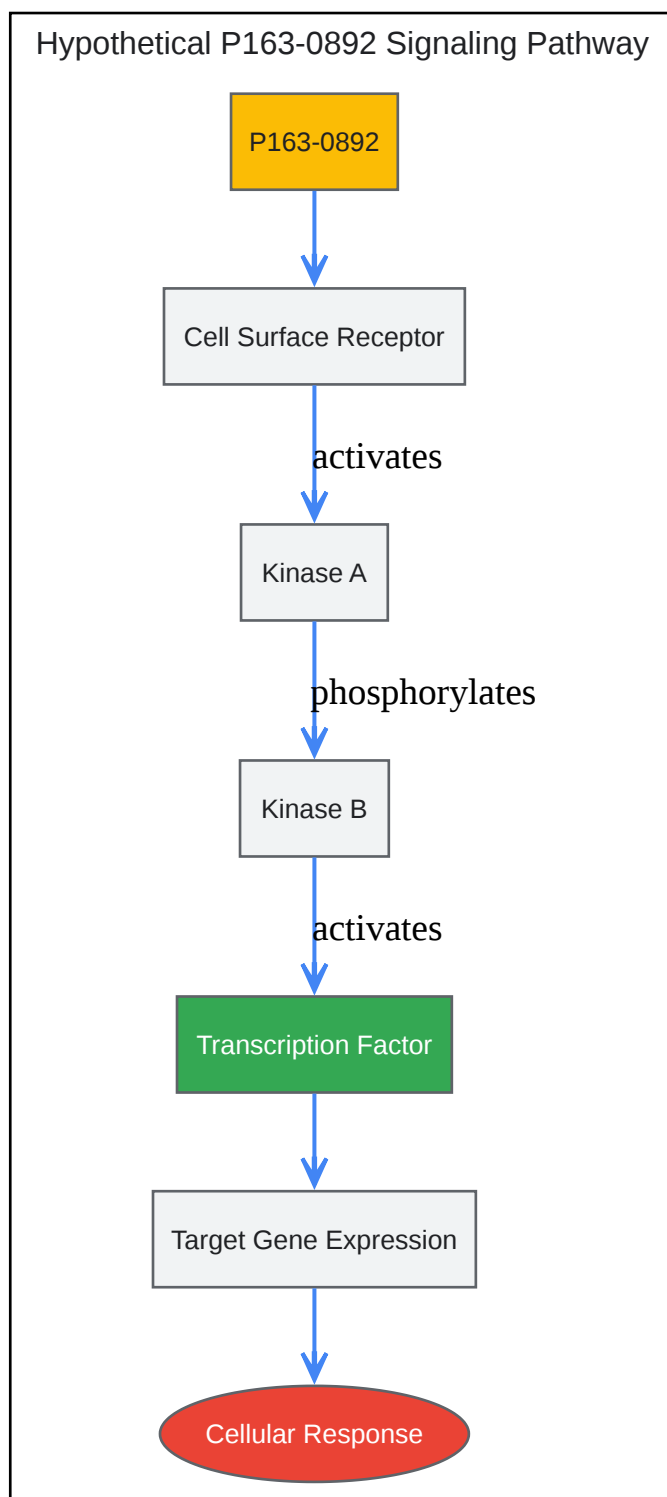 Hypothetical P163-0892 Signaling Pathway
P163-0892
Cell Surface Receptor
activates
Kinase A
phosphorylates
Kinase B
activates
Transcription Factor
Target Gene Expression
Cellular Response